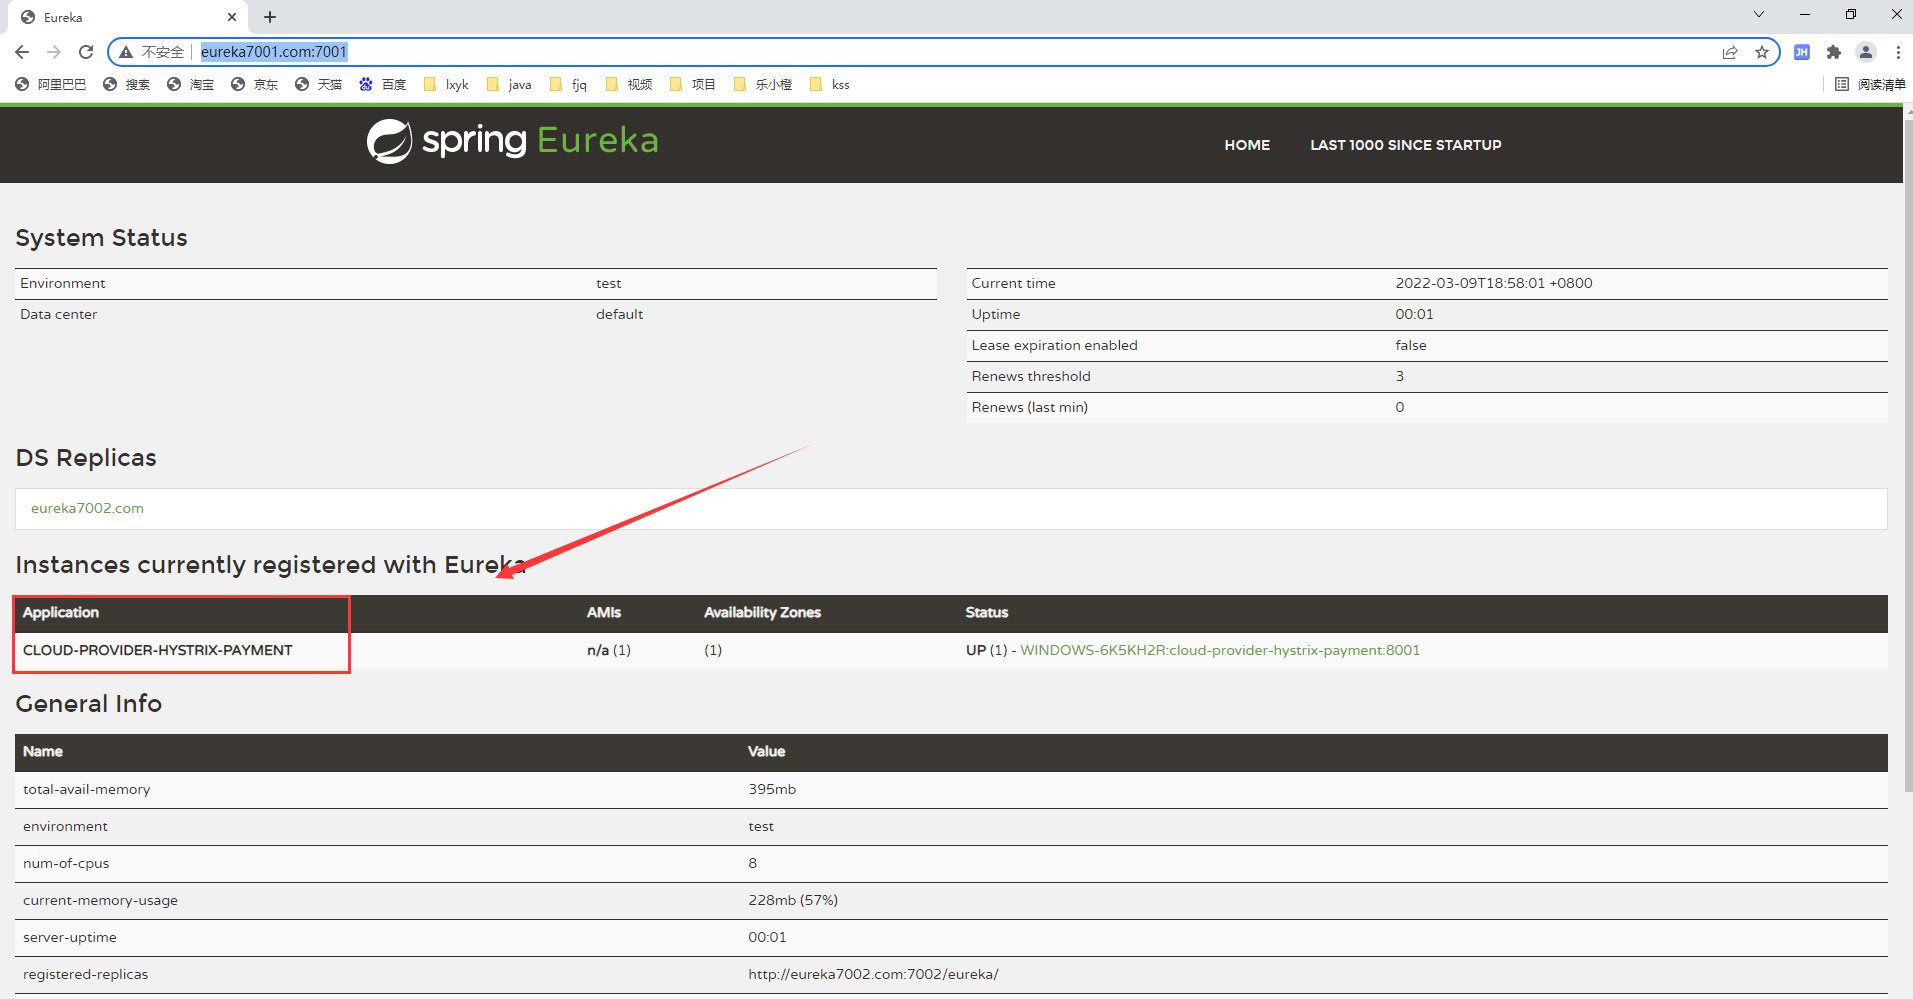 Eureka
不安全 eureka7001.com:7001
JH
阿里巴巴 搜索 淘宝 京东 天猫 百度 lxyk java fjq 视频 项目 乐小橙 kss 阅读清单
spring Eureka HOME LAST 1000 SINCE STARTUP
System Status
Environment test Current time 2022-03-09T18:58:01 +0800
Data center default Uptime 00:01
Lease expiration enabled false
Renews threshold 3
Renews (last min) 0
DS Replicas
eureka7002.com
Instances currently registered with Eureka
Application AMIs Availability Zones Status
CLOUD-PROVIDER-HYSTRIX-PAYMENT n/a (1) (1) UP (1) - WINDOWS-6K5KH2R:cloud-provider-hystrix-payment:8001
General Info
Name Value
total-avail-memory 395mb
environment test
num-of-cpus 8
current-memory-usage 228mb (57%)
server-uptime 00:01
registered-replicas http://eureka7002.com:7002/eureka/